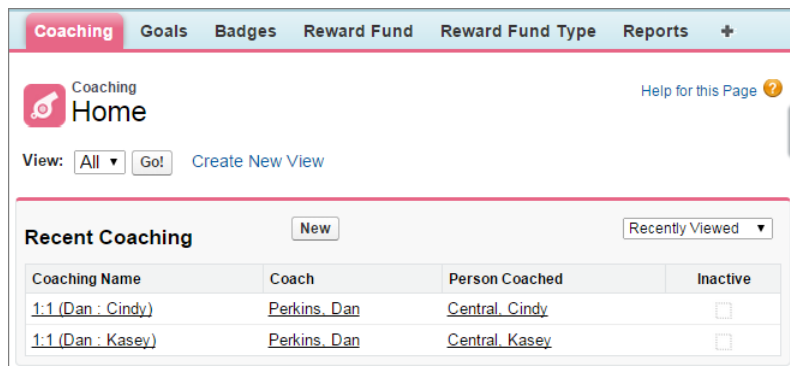 Coaching Goals Badges Reward Fund Reward Fund Type Reports +
Coaching
Home
Help for this Page ?
View: All Go! Create New View
Recent Coaching New Recently Viewed
Coaching Name Coach Person Coached Inactive
1:1 (Dan : Cindy) Perkins, Dan Central, Cindy
1:1 (Dan : Kasey) Perkins, Dan Central, Kasey